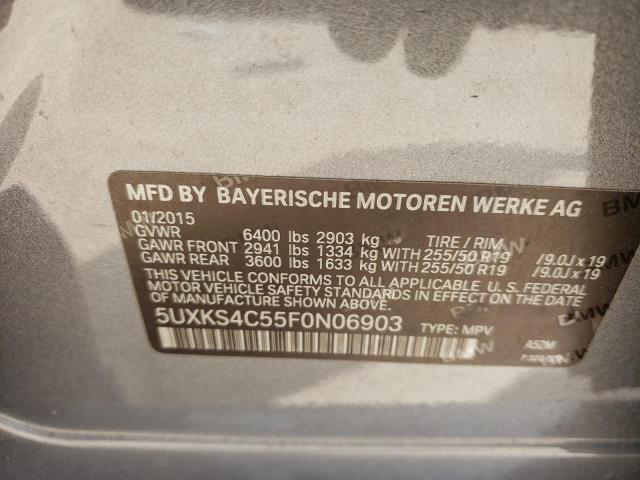 MFD BY BAYERISCHE MOTOREN WERKE AG
01/2015
GVWR 6400 lbs 2903 kg TIRE / RIM
GAWR FRONT 2941 lbs 1334 kg WITH 255/50 R19 /9.0J x 19
GAWR REAR 3600 lbs 1633 kg WITH 255/50 R19 /9.0J x 19
THIS VEHICLE CONFORMS TO ALL APPLICABLE U. S. FEDERAL
MOTOR VEHICLE SAFETY STANDARDS IN EFFECT ON THE DATE
OF MANUFACTURE SHOWN ABOVE.
5UXKS4C55F0N06903 TYPE: MPV A52M